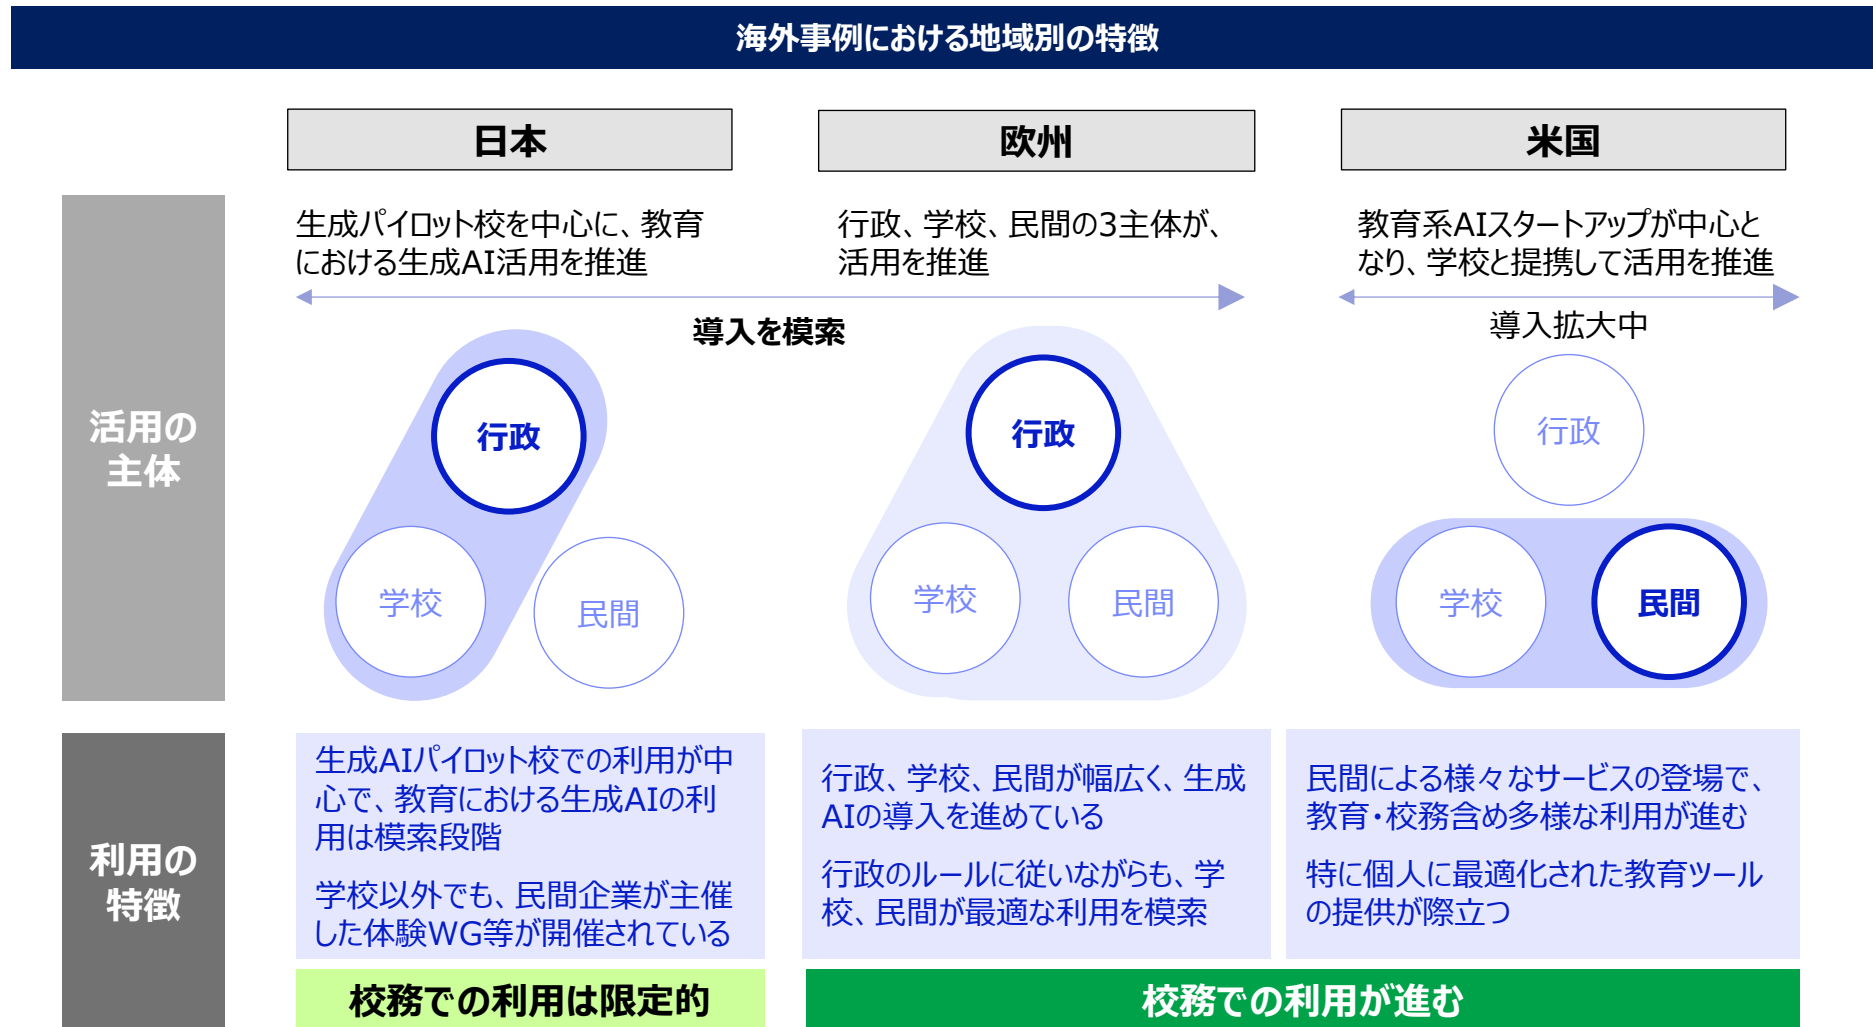 海外事例における地域別の特徴
日本
欧州
米国
活用の
主体
生成パイロット校を中心に、教育
における生成AI活用を推進
行政、学校、民間の3主体が、
活用を推進
教育系AIスタートアップが中心と
なり、学校と提携して活用を推進
導入を模索
導入拡大中
行政
学校
民間
行政
学校
民間
行政
学校
民間
利用の
特徴
生成AIパイロット校での利用が中
心で、教育における生成AIの利
用は模索段階
学校以外でも、民間企業が主催
した体験WG等が開催されている
行政、学校、民間が幅広く、生成
AIの導入を進めている
行政のルールに従いながらも、学
校、民間が最適な利用を模索
民間による様々なサービスの登場で、
教育・校務含め多様な利用が進む
特に個人に最適化された教育ツール
の提供が際立つ
校務での利用は限定的
校務での利用が進む